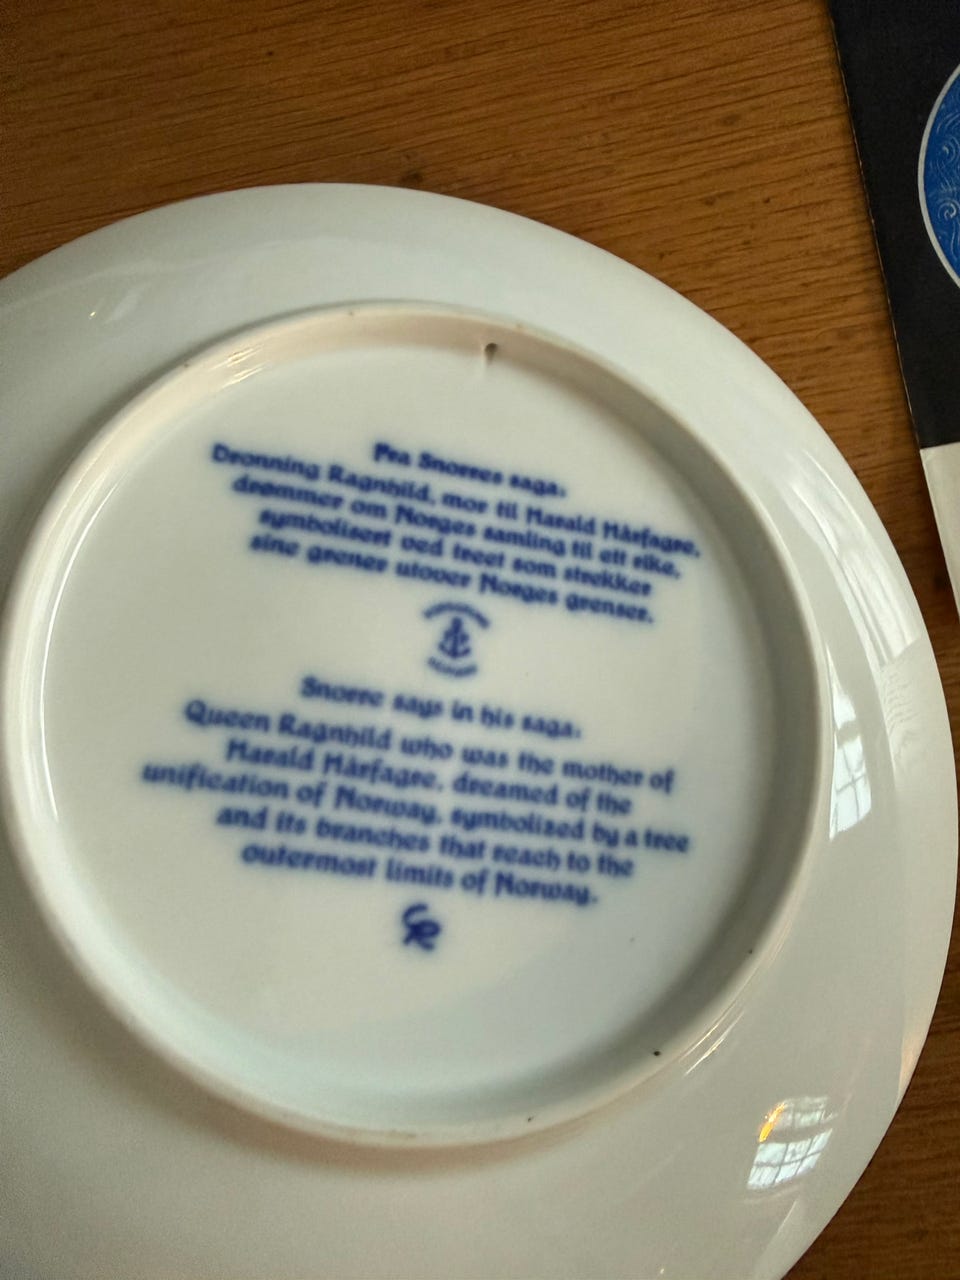 Fra Snorres saga.
Dronning Ragnhild, mor til Harald Hårfagre,
drømmer om Norges samling til ett rike,
symbolisert ved treet som strekker
sine grener utover Norges grenser.
Snorre says in his saga.
Queen Ragnhild who was the mother of
Harald Hårfagre, dreamed of the
unification of Norway, symbolized by a tree
and its branches that reach to the
outermost limits of Norway.